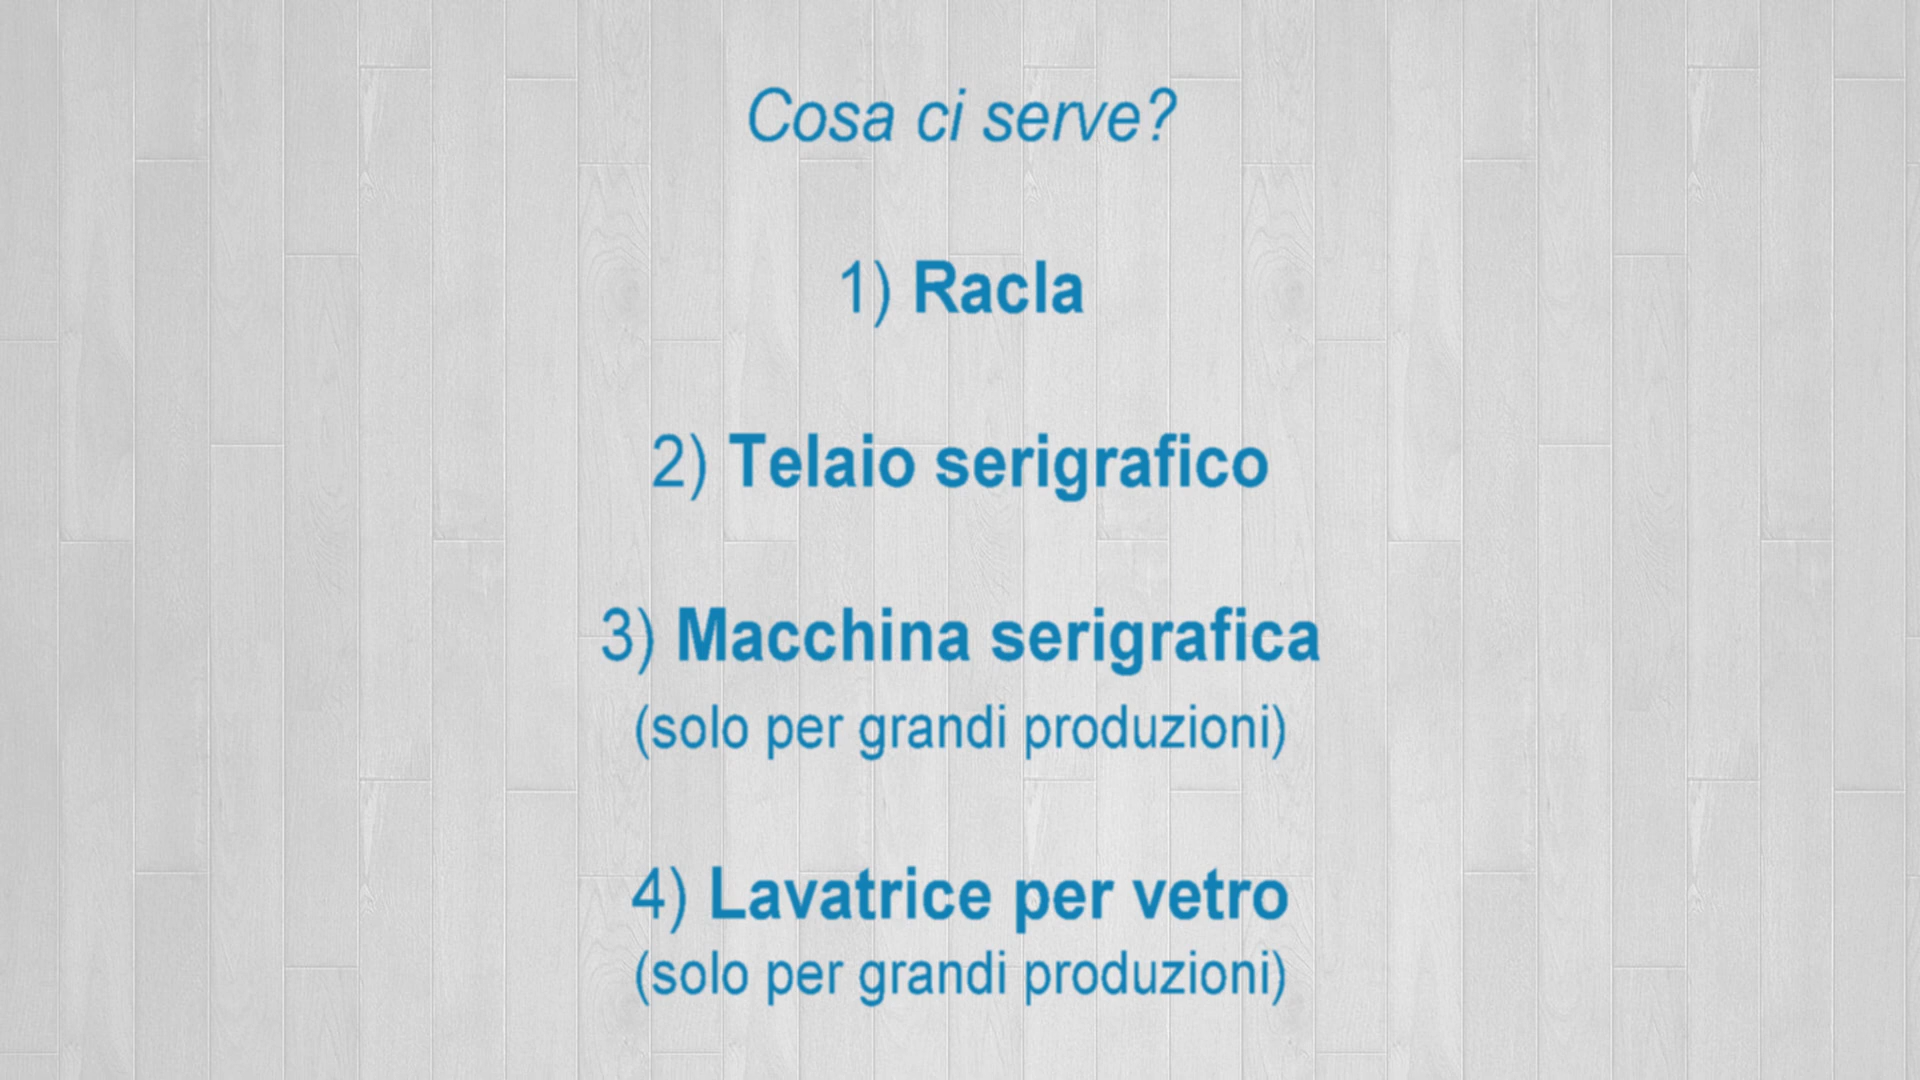 Cosa ci serve?
1) Racla
2) Telaio serigrafico
3) Macchina serigrafica
(solo per grandi produzioni)
4) Lavatrice per vetro
(solo per grandi produzioni)